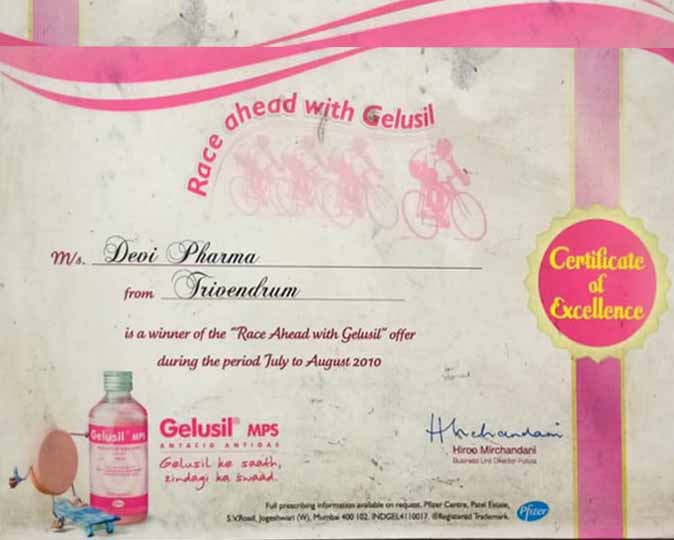 Race ahead with Gelusil
M/s. Devi Pharma
from Trivendrum
is a winner of the "Race Ahead with Gelusil" offer
during the period July to August 2010
Certificate
of
Excellence
Gelusil® MPS
Gelusil® MPS
ANTACID ANTIGAS
Gelusil ke saath,
zindagi ka swaad.
HMirchandani
Hiroo Mirchandani
Business Unit Director
Full prescribing information available on request. Pfizer Centre, Patel Estate,
S.V.Road, Jogeshwari (W), Mumbai 400 102. INDGEL4110017. ®Registered Trademark.
Pfizer